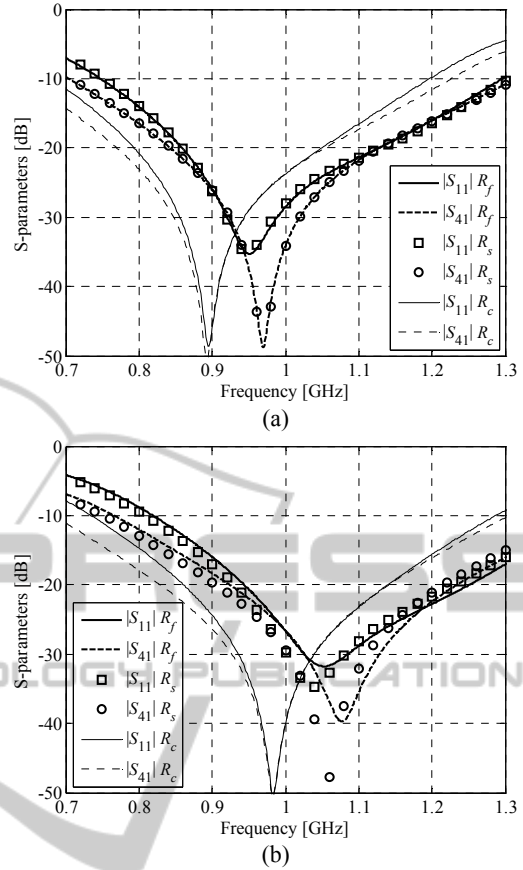 0
-10
-20
-30
-40
-50
S-parameters [dB]
|S11| Rf
|S41| Rf
|S11| Rs
|S41| Rs
|S11| Rc
|S41| Rc
0.7 0.8 0.9 1 1.1 1.2 1.3
Frequency [GHz]
(a)
0
-10
-20
-30
-40
-50
S-parameters [dB]
|S11| Rf
|S41| Rf
|S11| Rs
|S41| Rs
|S11| Rc
|S41| Rc
0.7 0.8 0.9 1 1.1 1.2 1.3
Frequency [GHz]
(b)